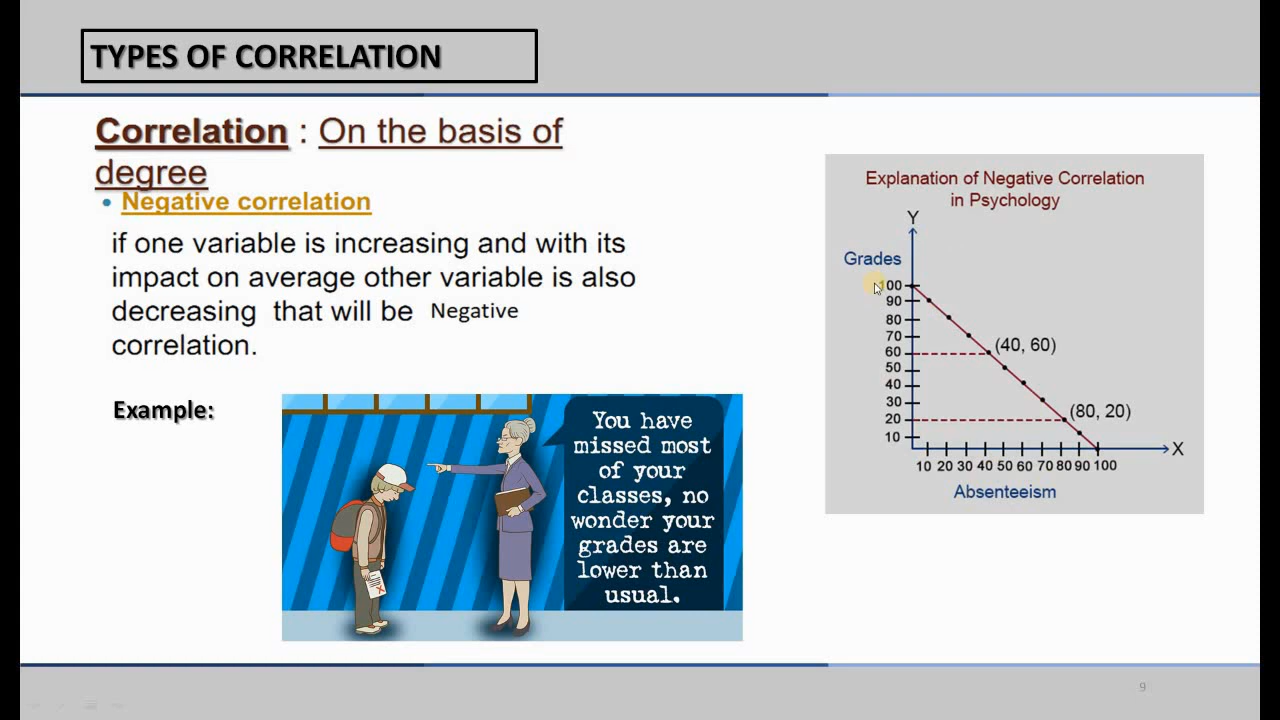 TYPES OF CORRELATION
Correlation : On the basis of
degree
• Negative correlation
if one variable is increasing and with its
impact on average other variable is also
decreasing that will be Negative
correlation.
Example:
You have
missed most
of your
classes, no
wonder your
grades are
lower than
usual.
Explanation of Negative Correlation
in Psychology
Y
Grades
100
90
80
70
60
50
40
30
20
10
(40, 60)
(80, 20)
X
10 20 30 40 50 60 70 80 90 100
Absenteeism
9